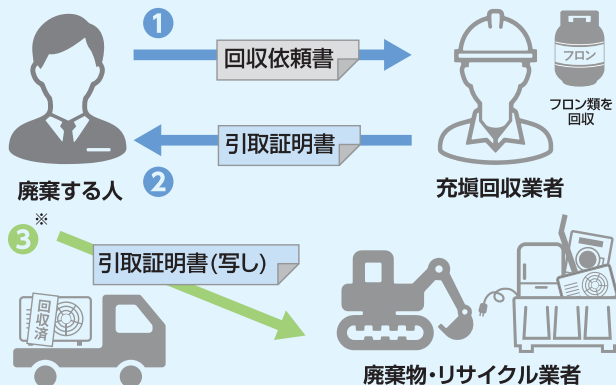 1
回収依頼書
フロン
フロン類を
回収
引取証明書
2
廃棄する人
充塡回収業者
3
※
引取証明書(写し)
回収済
廃棄物・リサイクル業者